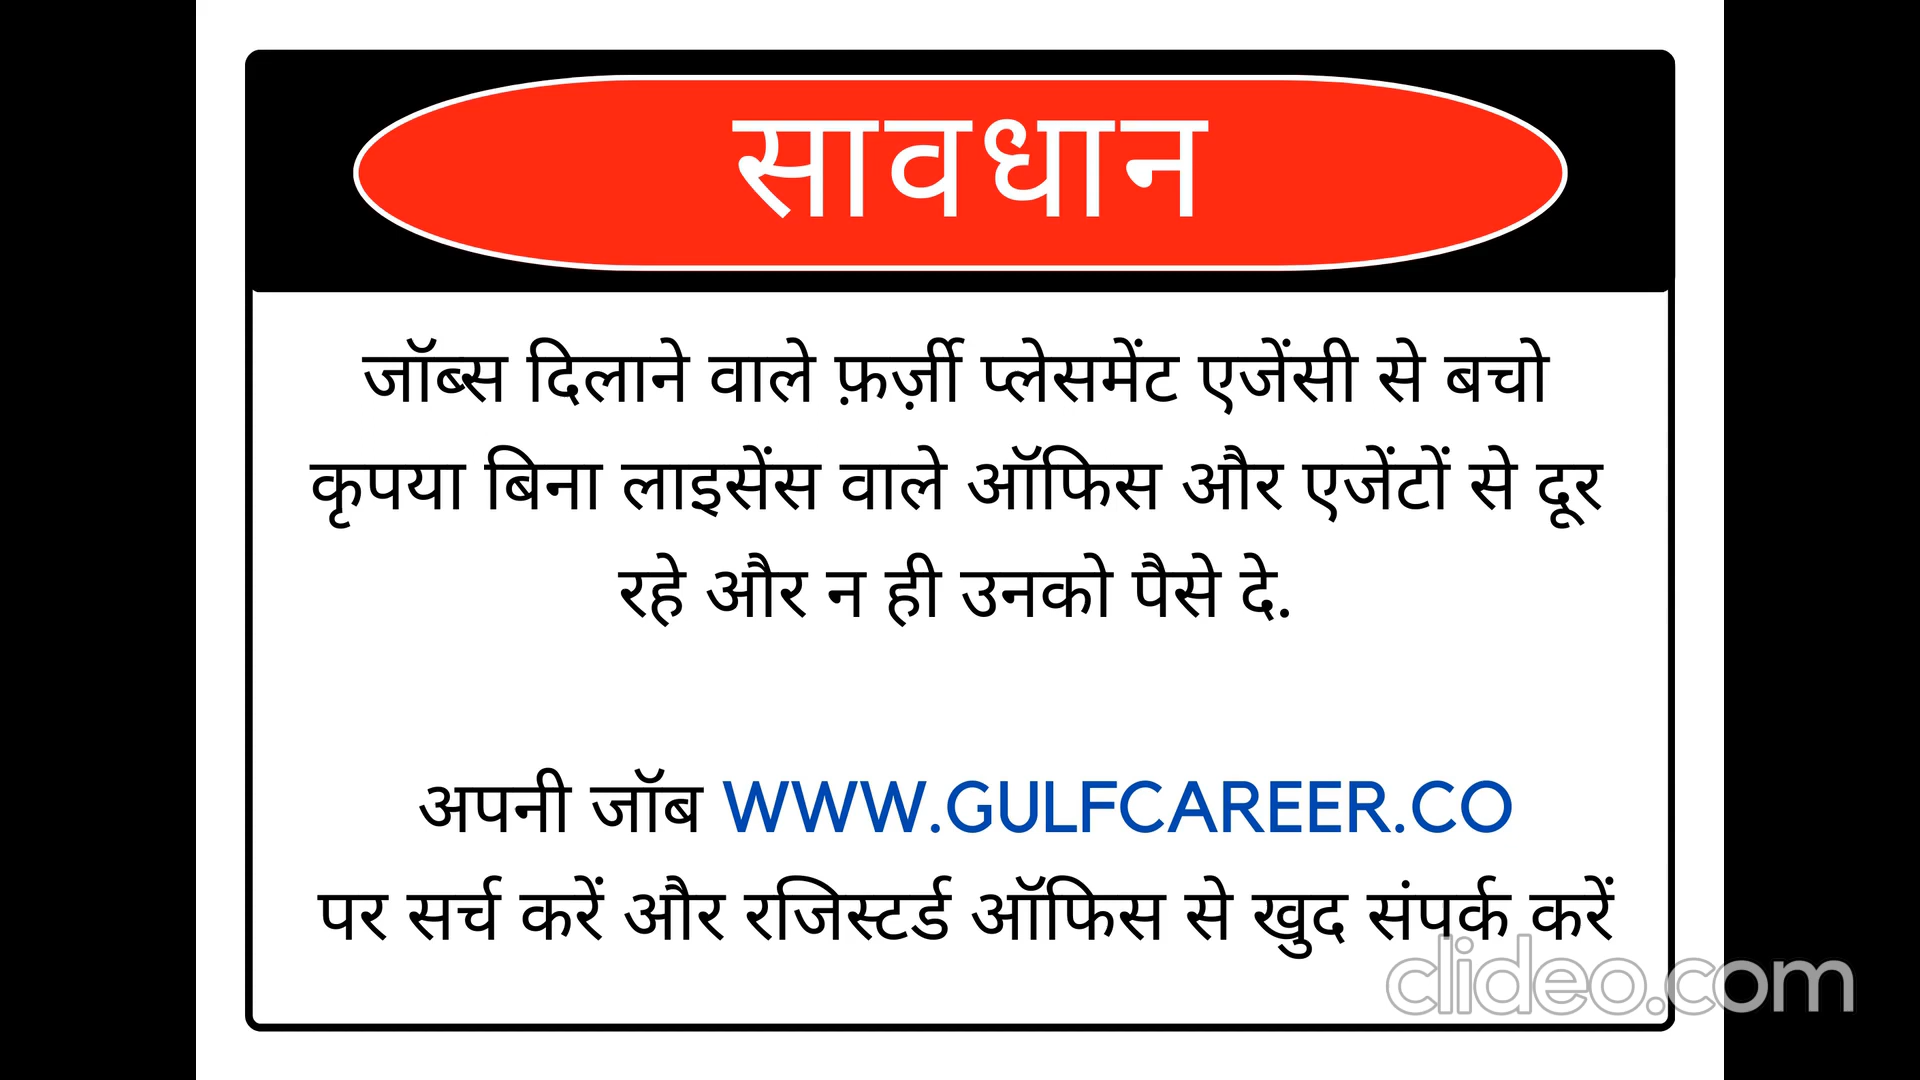 सावधान
जॉब्स दिलाने वाले फ़र्ज़ी प्लेसमेंट एजेंसी से बचो
कृपया बिना लाइसेंस वाले ऑफिस और एजेंटों से दूर
रहे और न ही उनको पैसे दे.
अपनी जॉब WWW.GULFCAREER.CO
पर सर्च करें और रजिस्टर्ड ऑफिस से खुद संपर्क करें
clideo.com